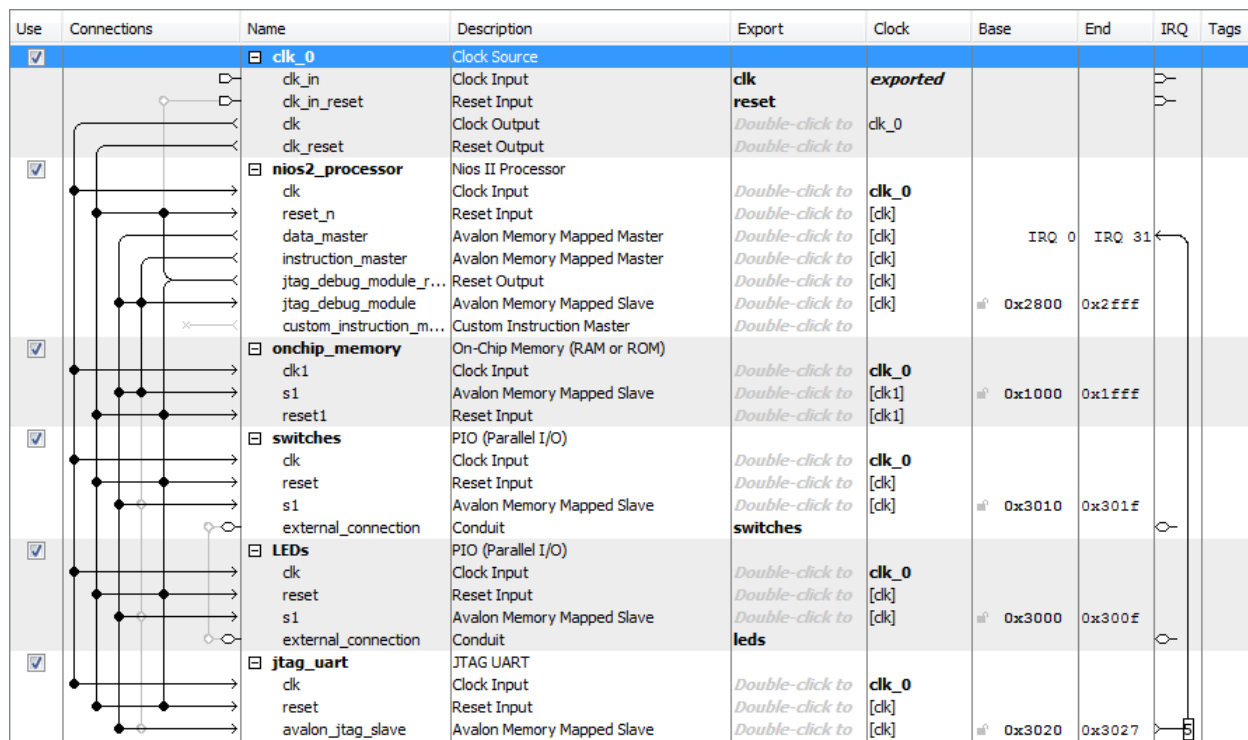 Use Connections Name Description Export Clock Base End IRQ Tags
clk_0 Clock Source
clk_in Clock Input clk exported
clk_in_reset Reset Input reset
clk Clock Output Double-click to clk_0
clk_reset Reset Output Double-click to
nios2_processor Nios II Processor
clk Clock Input Double-click to clk_0
reset_n Reset Input Double-click to [clk]
data_master Avalon Memory Mapped Master Double-click to [clk] IRQ 0 IRQ 31
instruction_master Avalon Memory Mapped Master Double-click to [clk]
jtag_debug_module_r... Reset Output Double-click to [clk]
jtag_debug_module Avalon Memory Mapped Slave Double-click to [clk] 0x2800 0x2fff
custom_instruction_m... Custom Instruction Master Double-click to
onchip_memory On-Chip Memory (RAM or ROM)
clk1 Clock Input Double-click to clk_0
s1 Avalon Memory Mapped Slave Double-click to [clk1] 0x1000 0x1fff
reset1 Reset Input Double-click to [clk1]
switches PIO (Parallel I/O)
clk Clock Input Double-click to clk_0
reset Reset Input Double-click to [clk]
s1 Avalon Memory Mapped Slave Double-click to [clk] 0x3010 0x301f
external_connection Conduit switches
LEDs PIO (Parallel I/O)
clk Clock Input Double-click to clk_0
reset Reset Input Double-click to [clk]
s1 Avalon Memory Mapped Slave Double-click to [clk] 0x3000 0x300f
external_connection Conduit leds
jtag_uart JTAG UART
clk Clock Input Double-click to clk_0
reset Reset Input Double-click to [clk]
avalon_jtag_slave Avalon Memory Mapped Slave Double-click to [clk] 0x3020 0x3027 5